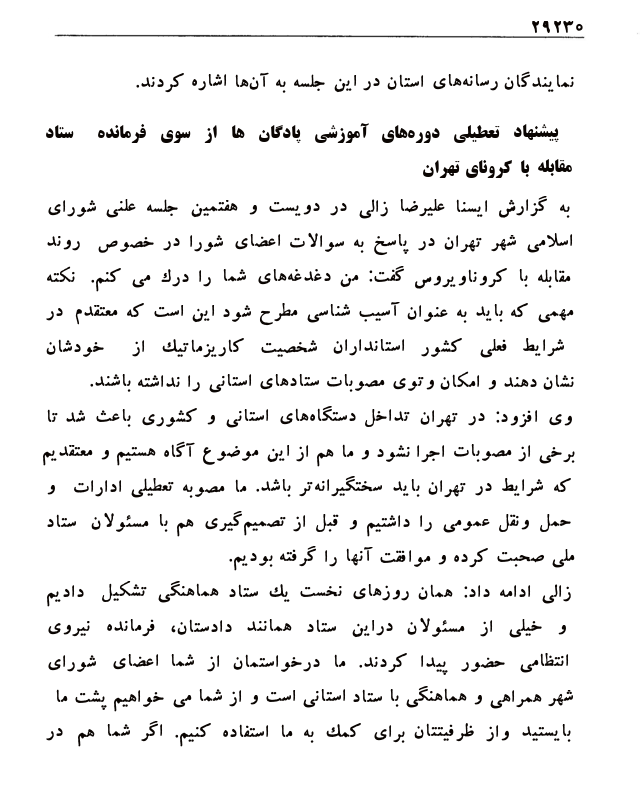 ۲۹۲۳۰
نمایندگان رسانه‌های استان در این جلسه به آن‌ها اشاره کردند.
پیشنهاد تعطیلی دوره‌های آموزشی پادگان ها از سوی فرمانده ستاد
مقابله با کرونای تهران
به گزارش ایسنا علیرضا زالی در دویست و هفتمین جلسه علنی شورای
اسلامی شهر تهران در پاسخ به سوالات اعضای شورا در خصوص روند
مقابله با کروناویروس گفت: من دغدغه‌های شما را درك می کنم. نکته
مهمی که باید به عنوان آسیب شناسی مطرح شود این است که معتقدم در
شرایط فعلی کشور استانداران شخصیت کاریزماتیك از خودشان
نشان دهند و امکان وتوی مصوبات ستادهای استانی را نداشته باشند.
وی افزود: در تهران تداخل دستگاه‌های استانی و کشوری باعث شد تا
برخی از مصوبات اجرا نشود و ما هم از این موضوع آگاه هستیم و معتقدیم
که شرایط در تهران باید سختگیرانه‌تر باشد. ما مصوبه تعطیلی ادارات و
حمل ونقل عمومی را داشتیم و قبل از تصمیم‌گیری هم با مسئولان ستاد
ملی صحبت کرده و موافقت آنها را گرفته بودیم.
زالی ادامه داد: همان روزهای نخست یك ستاد هماهنگی تشکیل دادیم
و خیلی از مسئولان دراین ستاد همانند دادستان، فرمانده نیروی
انتظامی حضور پیدا کردند. ما درخواستمان از شما اعضای شورای
شهر همراهی و هماهنگی با ستاد استانی است و از شما می خواهیم پشت ما
بایستید واز ظرفیتتان برای کمك به ما استفاده کنیم. اگر شما هم در